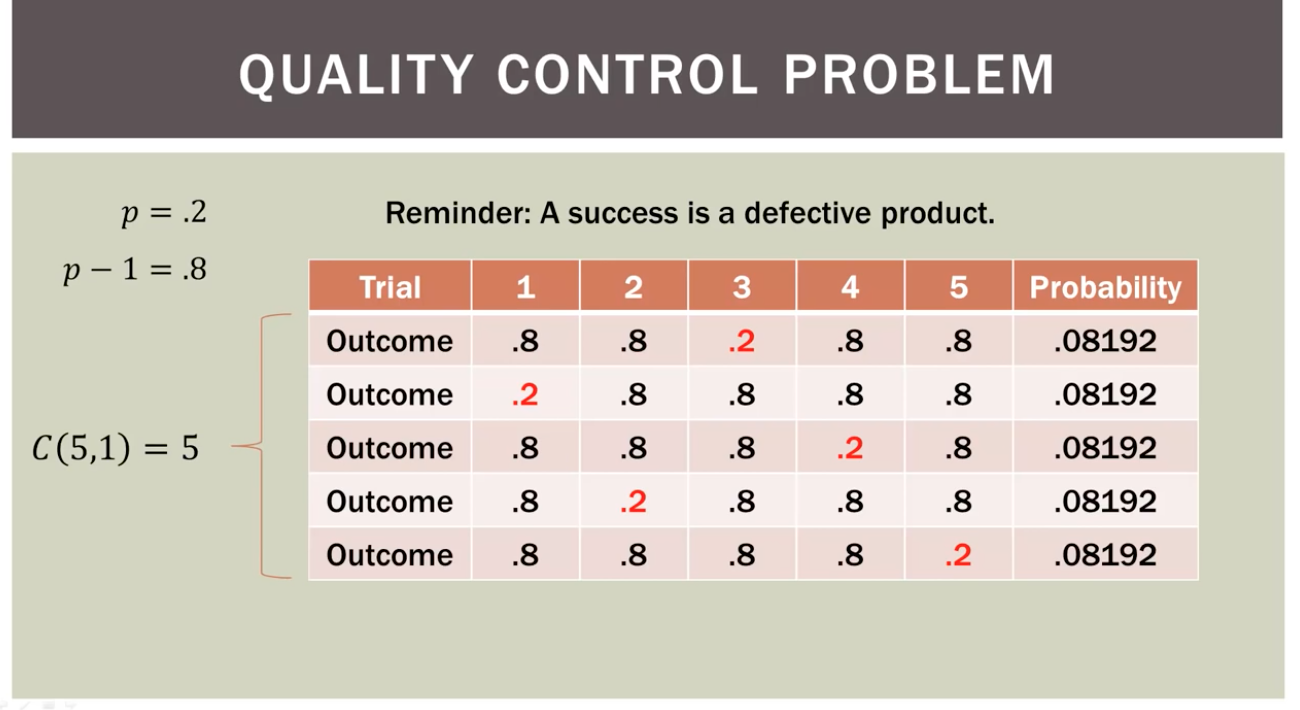 QUALITY CONTROL PROBLEM
p = .2
Reminder: A success is a defective product.
p − 1 = .8
Trial 1 2 3 4 5 Probability
Outcome .8 .8 .2 .8 .8 .08192
Outcome .2 .8 .8 .8 .8 .08192
C(5,1) = 5
Outcome .8 .8 .8 .2 .8 .08192
Outcome .8 .2 .8 .8 .8 .08192
Outcome .8 .8 .8 .8 .2 .08192